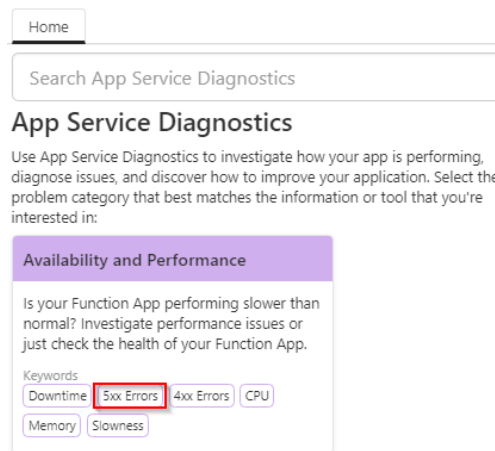 Home
Search App Service Diagnostics
App Service Diagnostics
Use App Service Diagnostics to investigate how your app is performing,
diagnose issues, and discover how to improve your application. Select the
problem category that best matches the information or tool that you're
interested in:
Availability and Performance
Is your Function App performing slower than
normal? Investigate performance issues or
just check the health of your Function App.
Keywords
Downtime 5xx Errors 4xx Errors CPU
Memory Slowness